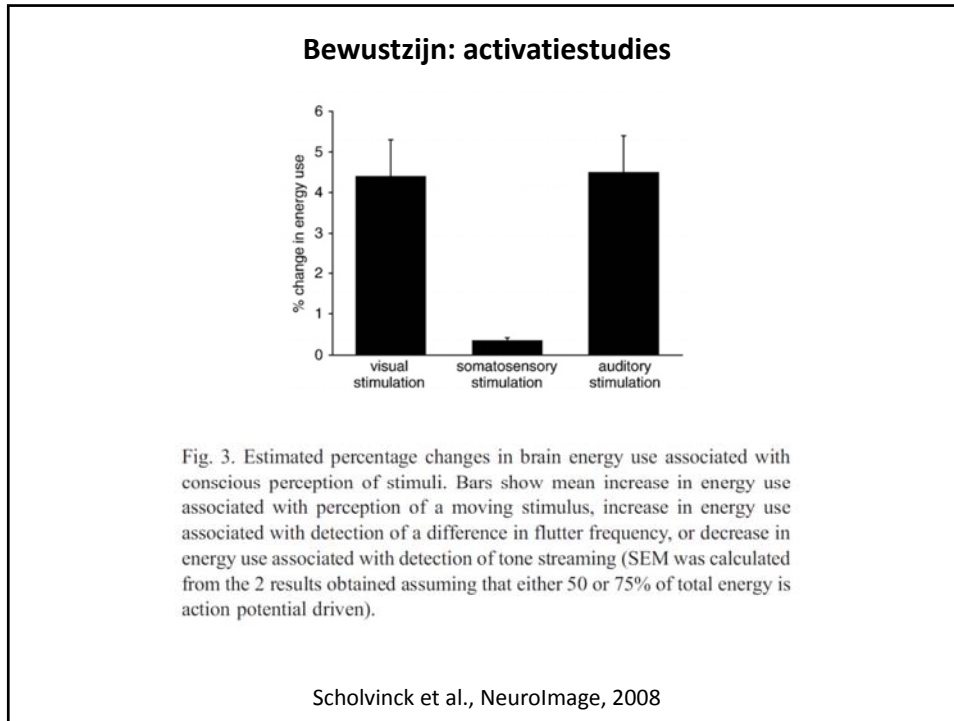 Bewustzijn: activatiestudies
6
5
4
3
2
1
0
% change in energy use
visual stimulation
somatosensory stimulation
auditory stimulation
Fig. 3. Estimated percentage changes in brain energy use associated with
conscious perception of stimuli. Bars show mean increase in energy use
associated with perception of a moving stimulus, increase in energy use
associated with detection of a difference in flutter frequency, or decrease in
energy use associated with detection of tone streaming (SEM was calculated
from the 2 results obtained assuming that either 50 or 75% of total energy is
action potential driven).
Scholvinck et al., NeuroImage, 2008